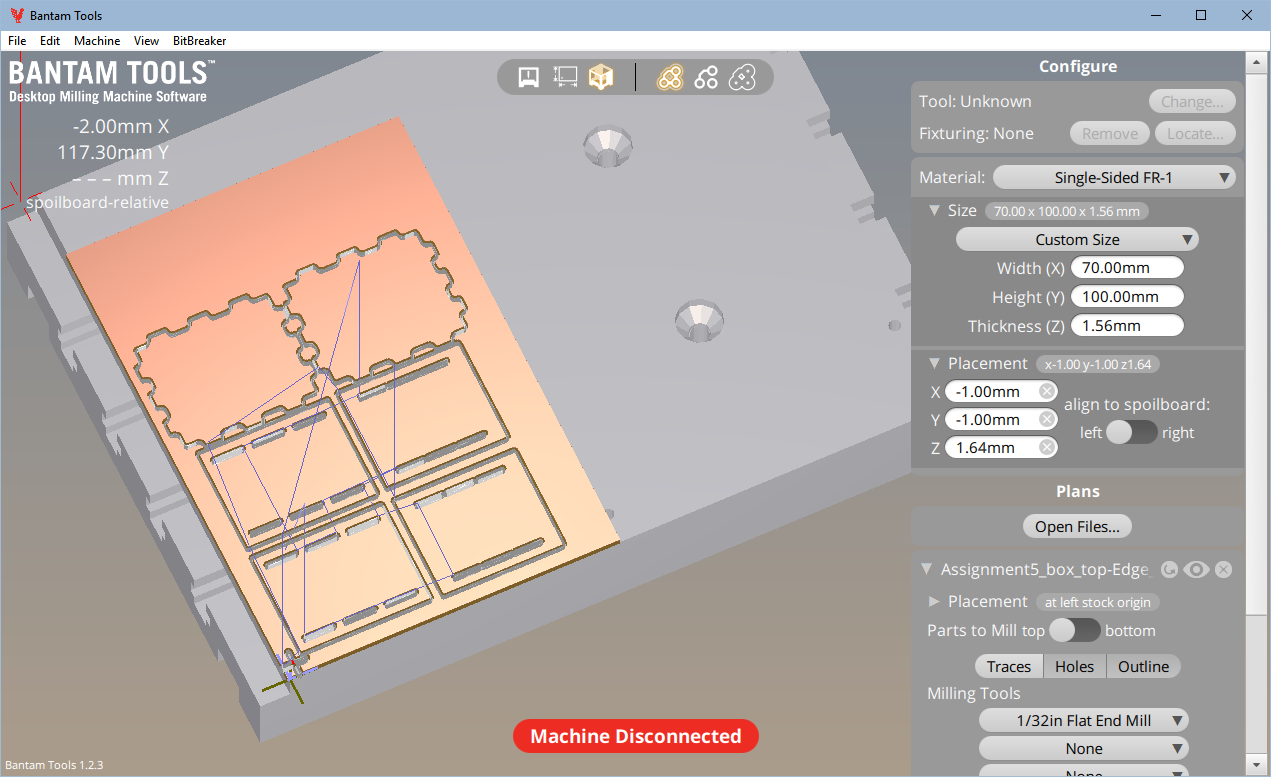 Bantam Tools
File Edit Machine View BitBreaker
BANTAM TOOLS™
Desktop Milling Machine Software
-2.00mm X
117.30mm Y
– – – mm Z
spoilboard-relative
Configure
Tool: Unknown
Change...
Fixturing: None
Remove
Locate...
Material:
Single-Sided FR-1
Size
70.00 x 100.00 x 1.56 mm
Custom Size
Width (X)
70.00mm
Height (Y)
100.00mm
Thickness (Z)
1.56mm
Placement
x-1.00 y-1.00 z1.64
X
-1.00mm
Y
-1.00mm
Z
1.64mm
align to spoilboard:
left
right
Plans
Open Files...
Assignment5_box_top-Edge_
Placement
at left stock origin
Parts to Mill top
bottom
Traces
Holes
Outline
Milling Tools
1/32in Flat End Mill
None
Machine Disconnected
Bantam Tools 1.2.3